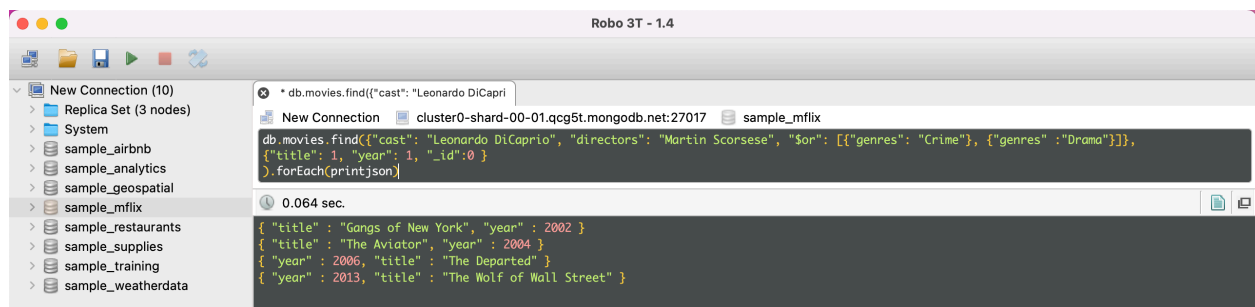 Robo 3T - 1.4
New Connection (10)
Replica Set (3 nodes)
System
sample_airbnb
sample_analytics
sample_geospatial
sample_mflix
sample_restaurants
sample_supplies
sample_training
sample_weatherdata
* db.movies.find({"cast": "Leonardo DiCapri
New Connection cluster0-shard-00-01.qcg5t.mongodb.net:27017 sample_mflix
db.movies.find({"cast": "Leonardo DiCaprio", "directors": "Martin Scorsese", "$or": [{"genres": "Crime"}, {"genres" :"Drama"}]},
{"title": 1, "year": 1, "_id":0 }
).forEach(printjson)
0.064 sec.
{ "title" : "Gangs of New York", "year" : 2002 }
{ "title" : "The Aviator", "year" : 2004 }
{ "year" : 2006, "title" : "The Departed" }
{ "year" : 2013, "title" : "The Wolf of Wall Street" }